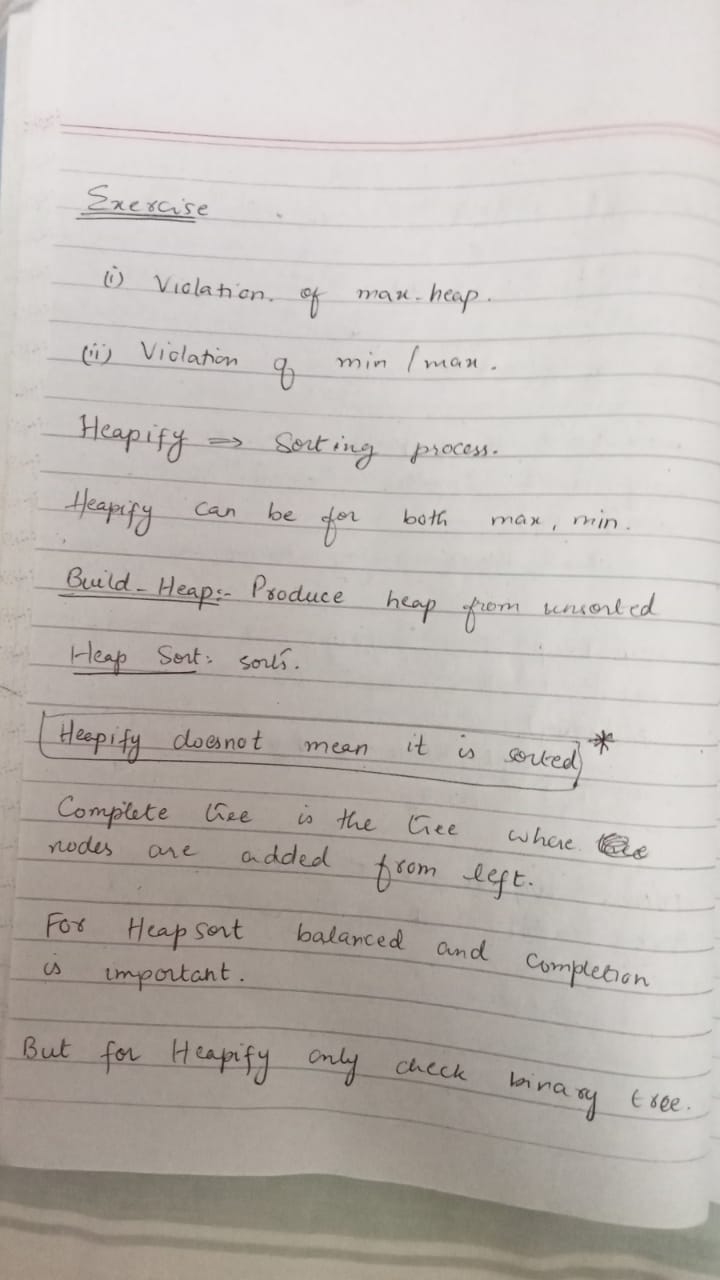 Exercise
(i) Violation. of max-heap.
(ii) Violation of min / max.
Heapify => Sorting process.
Heapify can be for both max, min.
Build-Heap:- Produce heap from unsorted
Heap Sort: sorts.
Heapify doesnot mean it is sorted *
Complete tree is the tree where
nodes are added from left.
For Heapsort balanced and Completion
is important.
But for Heapify only check binary tree.